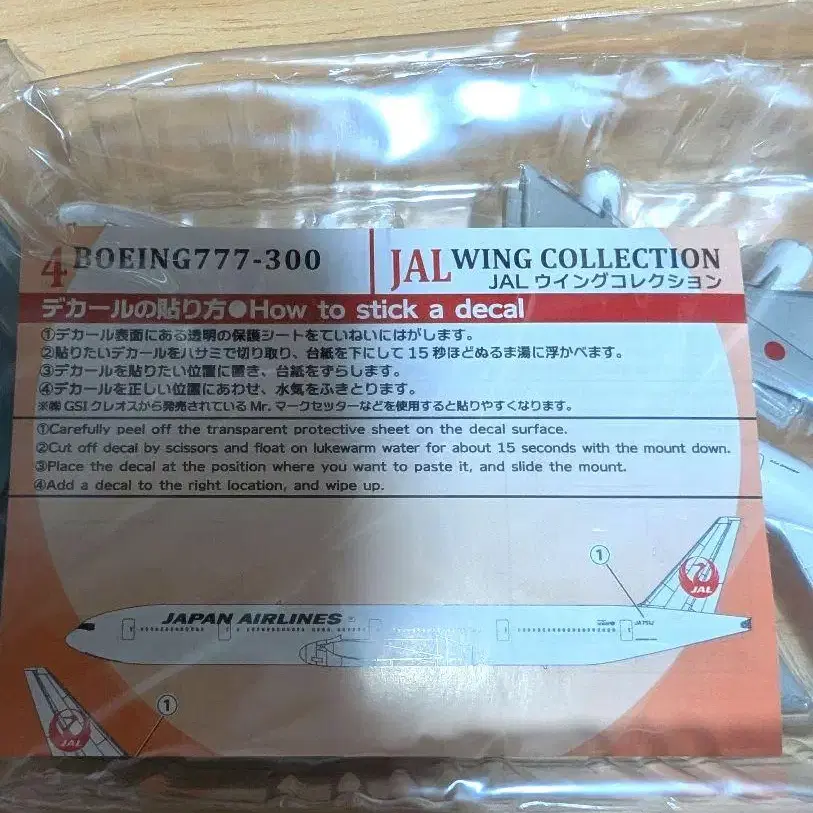 4 BOEING777-300
JAL WING COLLECTION
JAL ウイングコレクション
デカールの貼り方●How to stick a decal
①デカール表面にある透明の保護シートをていねいにはがします。
②貼りたいデカールをハサミで切り取り、台紙を下にして15秒ほどぬるま湯に浮かべます。
③デカールを貼りたい位置に置き、台紙をずらします。
④デカールを正しい位置にあわせ、水気をふきとります。
※㈱GSIクレオスから発売されているMr.マークセッターなどを使用すると貼りやすくなります。
①Carefully peel off the transparent protective sheet on the decal surface.
②Cut off decal by scissors and float on lukewarm water for about 15 seconds with the mount down.
③Place the decal at the position where you want to paste it, and slide the mount.
④Add a decal to the right location, and wipe up.
①
JAL
JAPAN AIRLINES
JA751J
①
JAL